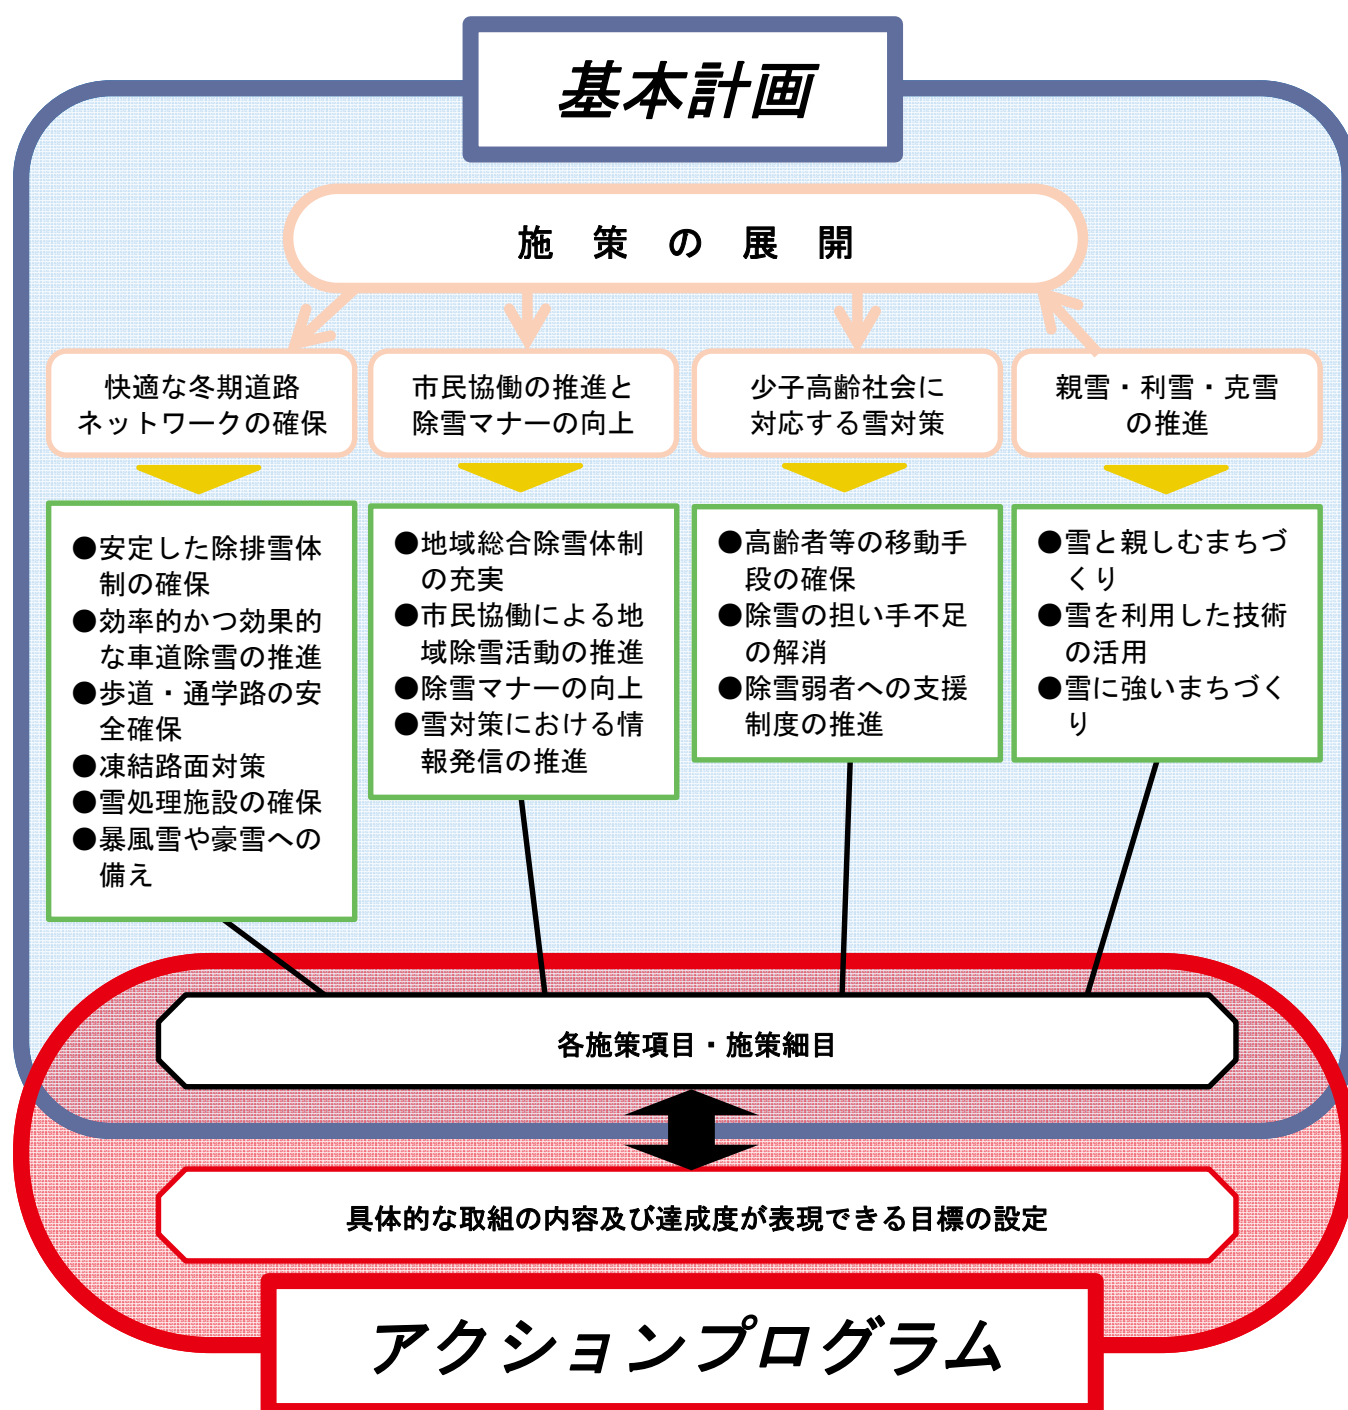 基本計画
施策の展開
快適な冬期道路
ネットワークの確保
市民協働の推進と
除雪マナーの向上
少子高齢社会に
対応する雪対策
親雪・利雪・克雪
の推進
●安定した除排雪体
制の確保
●効率的かつ効果的
な車道除雪の推進
●歩道・通学路の安
全確保
●凍結路面対策
●雪処理施設の確保
●暴風雪や豪雪への
備え
●地域総合除雪体制
の充実
●市民協働による地
域除雪活動の推進
●除雪マナーの向上
●雪対策における情
報発信の推進
●高齢者等の移動手
段の確保
●除雪の担い手不足
の解消
●除雪弱者への支援
制度の推進
●雪と親しむまちづ
くり
●雪を利用した技術
の活用
●雪に強いまちづく
り
各施策項目・施策細目
具体的な取組の内容及び達成度が表現できる目標の設定
アクションプログラム